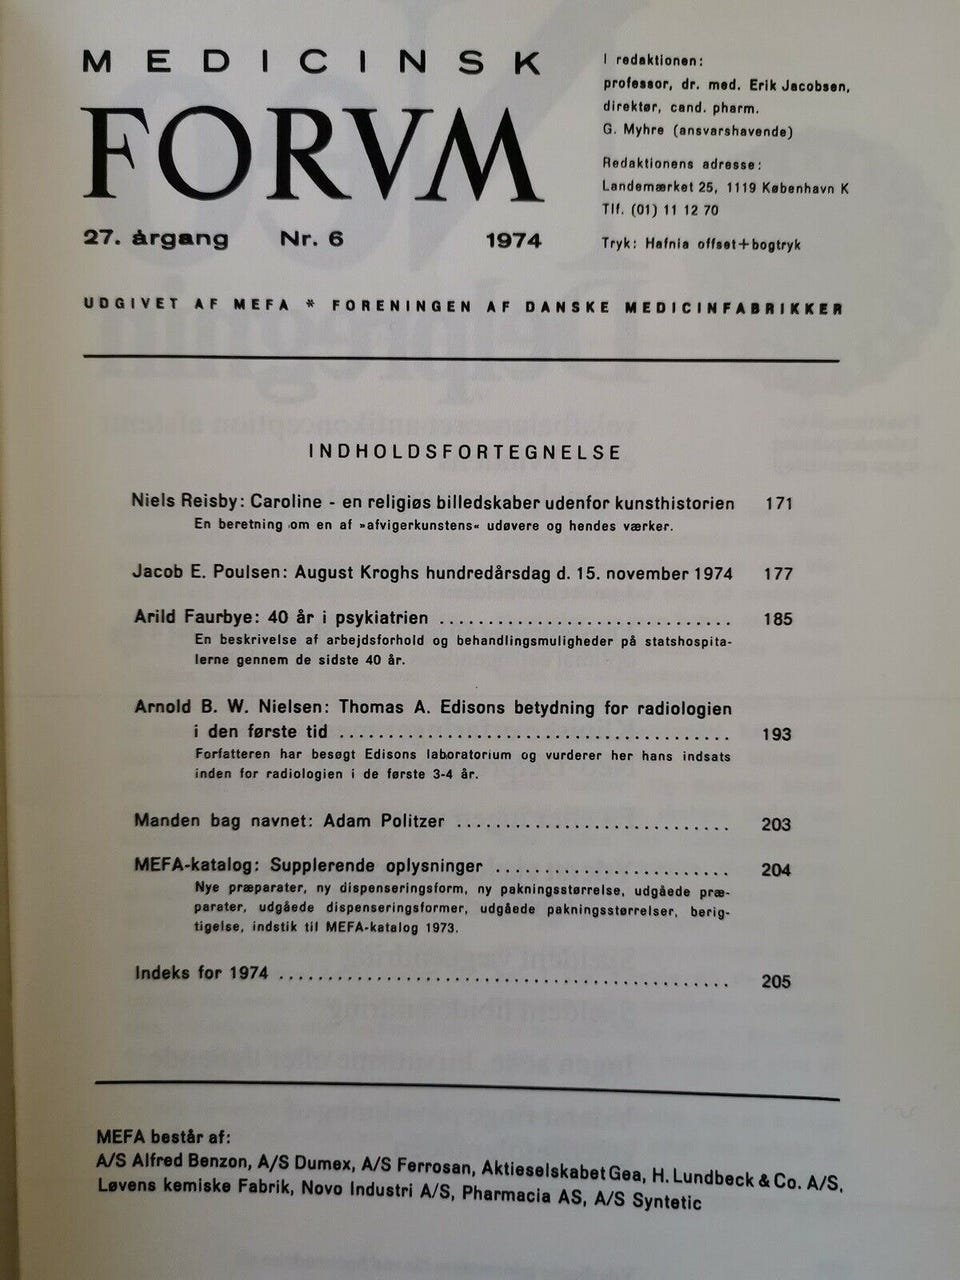 MEDICINSK
FORVM
27. årgang Nr. 6 1974
I redaktionen:
professor, dr. med. Erik Jacobsen,
direktør, cand. pharm.
G. Myhre (ansvarshavende)
Redaktionens adresse:
Landemærket 25, 1119 København K
Tlf. (01) 11 12 70
Tryk: Hafnia offset+bogtryk
UDGIVET AF MEFA * FORENINGEN AF DANSKE MEDICINFABRIKKER
INDHOLDSFORTEGNELSE
Niels Reisby: Caroline - en religiøs billedskaber udenfor kunsthistorien 171
En beretning om en af »afvigerkunstens« udøvere og hendes værker.
Jacob E. Poulsen: August Kroghs hundredårsdag d. 15. november 1974 177
Arild Faurbye: 40 år i psykiatrien .............................. 185
En beskrivelse af arbejdsforhold og behandlingsmuligheder på statshospita-
lerne gennem de sidste 40 år.
Arnold B. W. Nielsen: Thomas A. Edisons betydning for radiologien
i den første tid ........................................ 193
Forfatteren har besøgt Edisons laboratorium og vurderer her hans indsats
inden for radiologien i de første 3-4 år.
Manden bag navnet: Adam Politzer ............................ 203
MEFA-katalog: Supplerende oplysninger ........................ 204
Nye præparater, ny dispenseringsform, ny pakningsstørrelse, udgåede præ-
parater, udgåede dispenseringsformer, udgåede pakningsstørrelser, berig-
tigelse, indstik til MEFA-katalog 1973.
Indeks for 1974 .............................................. 205
MEFA består af:
A/S Alfred Benzon, A/S Dumex, A/S Ferrosan, Aktieselskabet Gea, H. Lundbeck & Co. A/S,
Løvens kemiske Fabrik, Novo Industri A/S, Pharmacia AS, A/S Syntetic